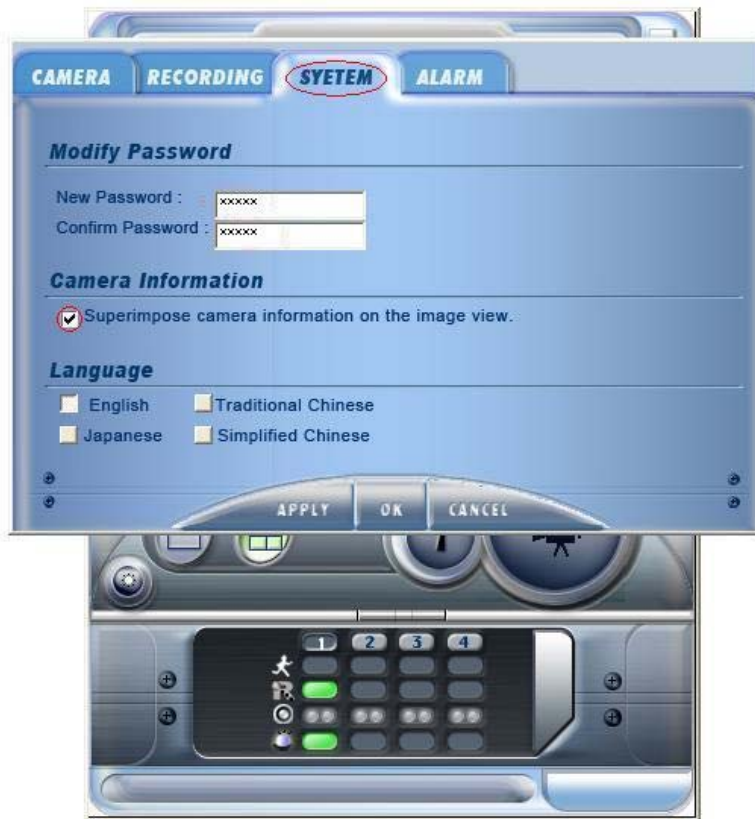 CAMERA RECORDING SYETEM ALARM
Modify Password
New Password : xxxxx
Confirm Password : xxxxx
Camera Information
Superimpose camera information on the image view.
Language
English Traditional Chinese
Japanese Simplified Chinese
APPLY OK CANCEL
1 2 3 4